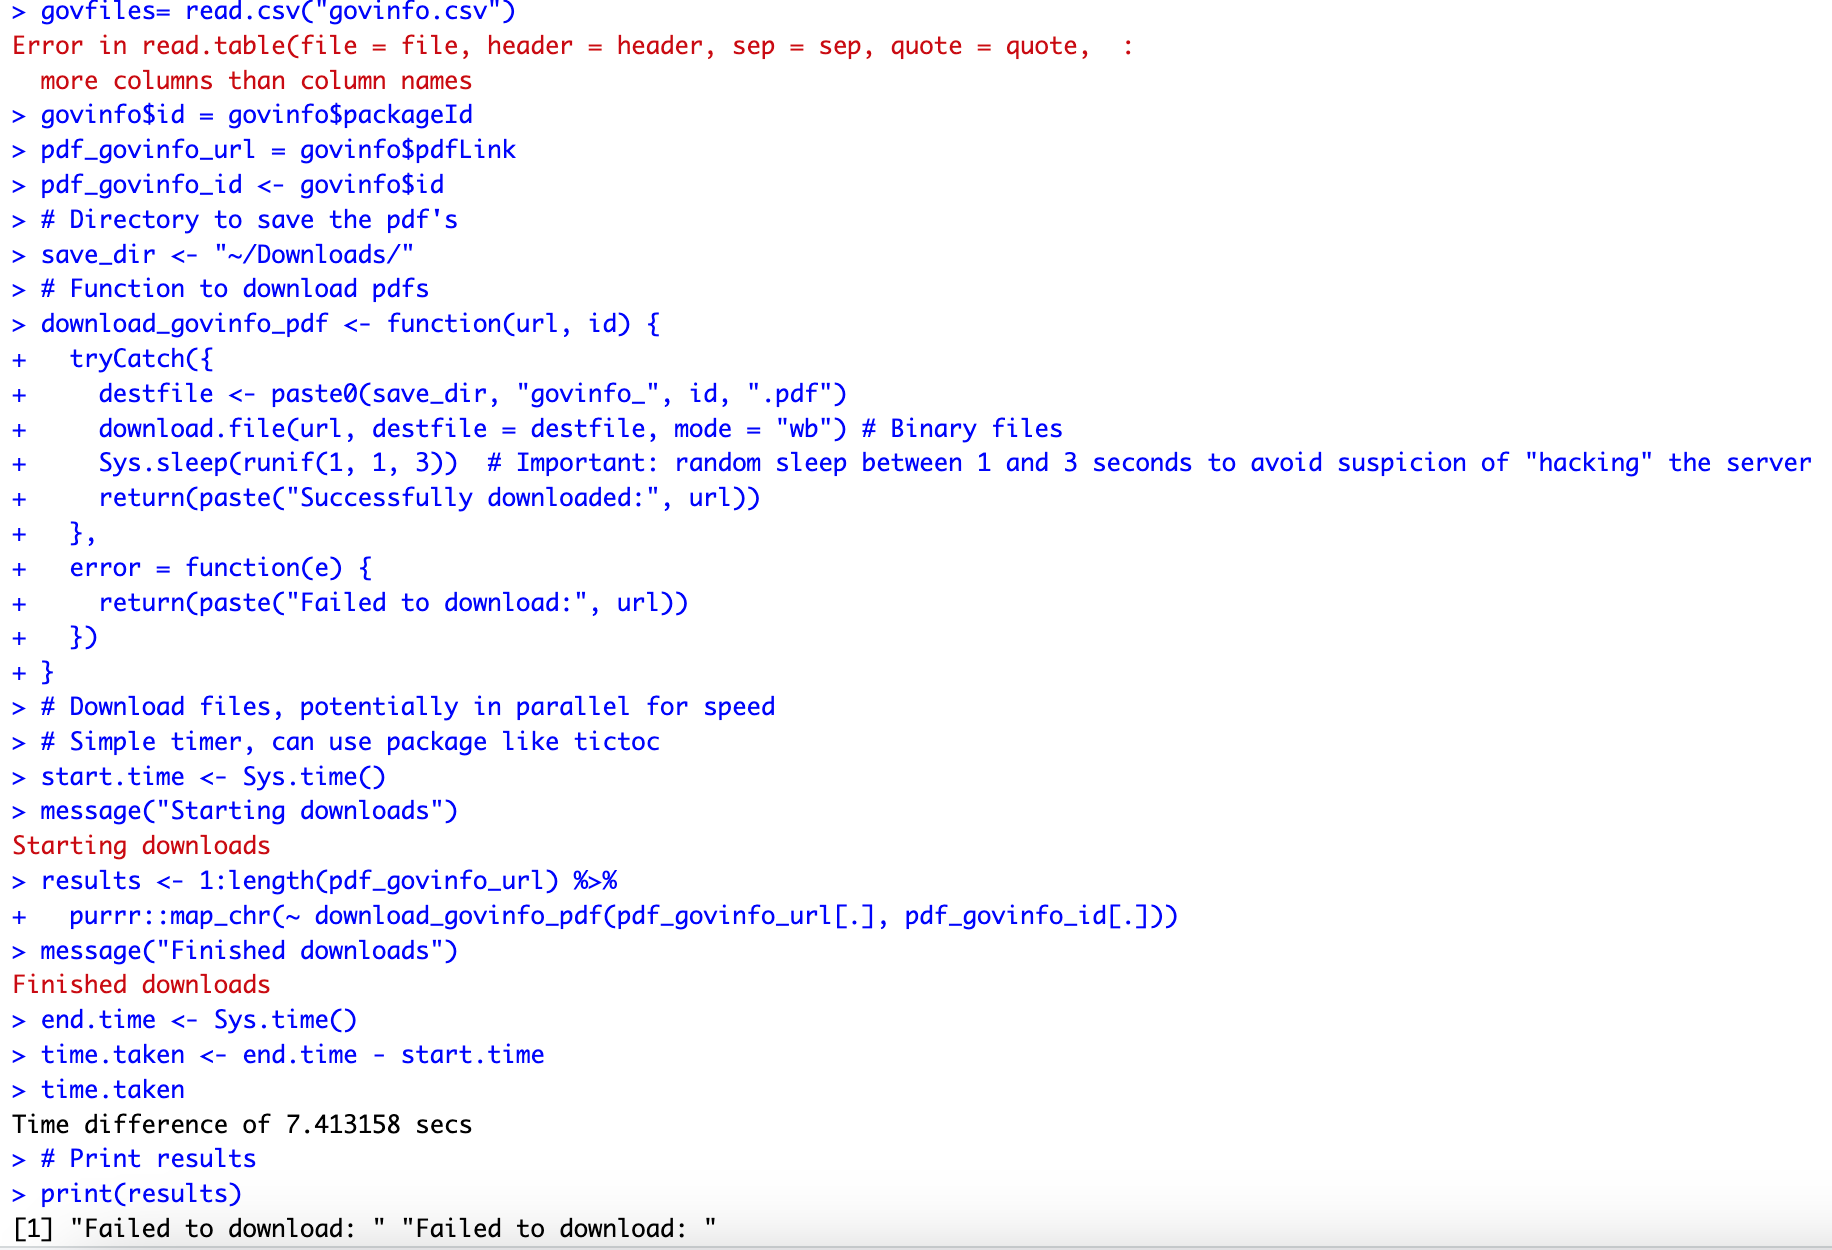 > govfiles= read.csv("govinfo.csv")
Error in read.table(file = file, header = header, sep = sep, quote = quote,  :
  more columns than column names
> govinfo$id = govinfo$packageId
> pdf_govinfo_url = govinfo$pdfLink
> pdf_govinfo_id <- govinfo$id
> # Directory to save the pdf's
> save_dir <- "~/Downloads/"
> # Function to download pdfs
> download_govinfo_pdf <- function(url, id) {
+   tryCatch({
+     destfile <- paste0(save_dir, "govinfo_", id, ".pdf")
+     download.file(url, destfile = destfile, mode = "wb") # Binary files
+     Sys.sleep(runif(1, 1, 3))  # Important: random sleep between 1 and 3 seconds to avoid suspicion of "hacking" the server
+     return(paste("Successfully downloaded:", url))
+   },
+   error = function(e) {
+     return(paste("Failed to download:", url))
+   })
+ }
> # Download files, potentially in parallel for speed
> # Simple timer, can use package like tictoc
> start.time <- Sys.time()
> message("Starting downloads")
Starting downloads
> results <- 1:length(pdf_govinfo_url) %>%
+   purrr::map_chr(~ download_govinfo_pdf(pdf_govinfo_url[.], pdf_govinfo_id[.]))
> message("Finished downloads")
Finished downloads
> end.time <- Sys.time()
> time.taken <- end.time - start.time
> time.taken
Time difference of 7.413158 secs
> # Print results
> print(results)
[1] "Failed to download: " "Failed to download: "